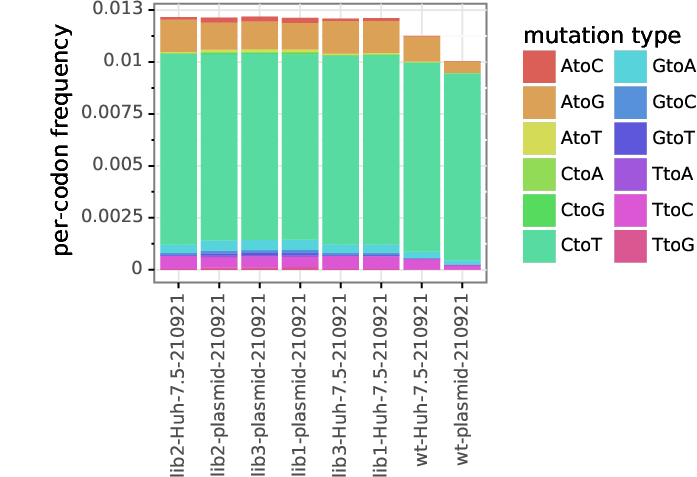 per-codon frequency
0.013
0.01
0.0075
0.005
0.0025
0
lib2-Huh-7.5-210921
lib2-plasmid-210921
lib3-plasmid-210921
lib1-plasmid-210921
lib3-Huh-7.5-210921
lib1-Huh-7.5-210921
wt-Huh-7.5-210921
wt-plasmid-210921
mutation type
AtoC
AtoG
AtoT
CtoA
CtoG
CtoT
GtoA
GtoC
GtoT
TtoA
TtoC
TtoG